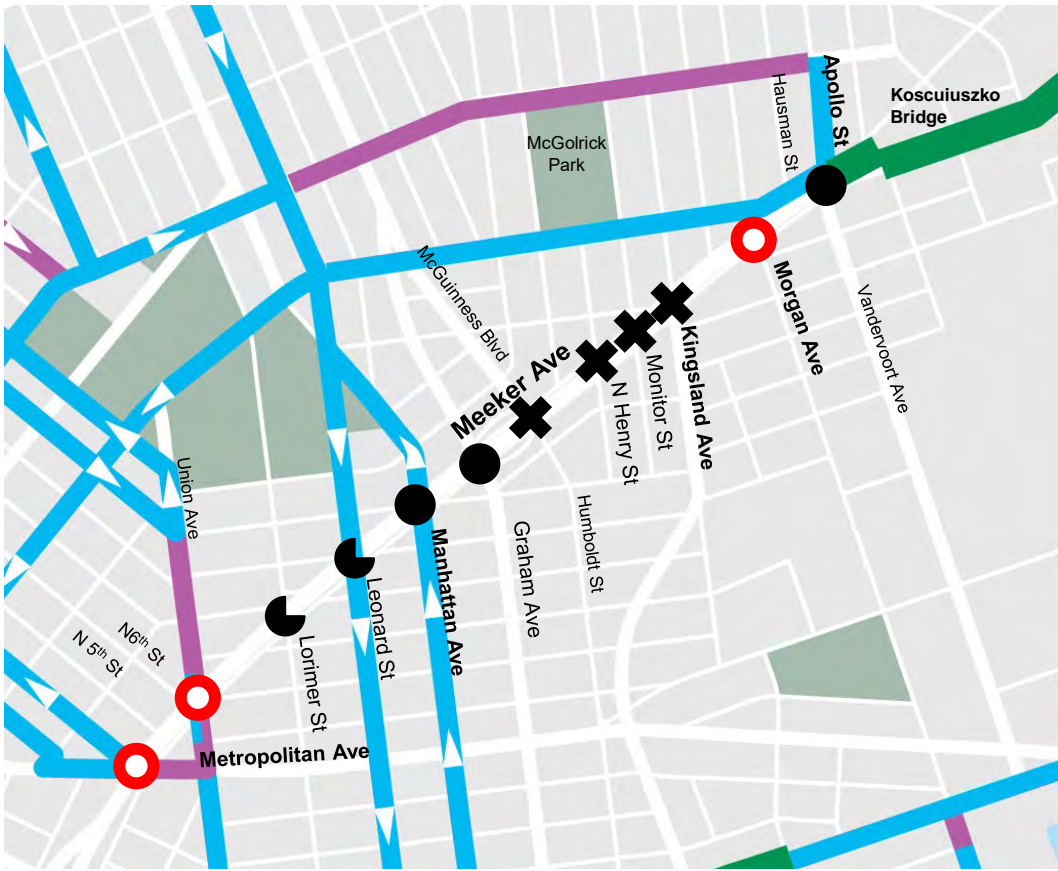 Apollo St
Hausman St
Koscuiuszko
Bridge
McGolrick
Park
McGuinness Blvd
Morgan Ave
Vandervoort Ave
Meeker Ave
Kingsland Ave
Monitor St
N Henry St
Humboldt St
Graham Ave
Union Ave
Manhattan Ave
Leonard St
Lorimer St
N6th St
N 5th St
Metropolitan Ave